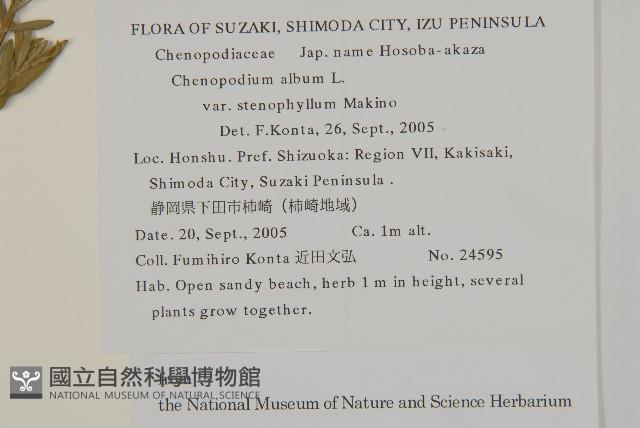 FLORA OF SUZAKI, SHIMODA CITY, IZU PENINSULA
Chenopodiaceae Jap. name Hosoba-akaza
Chenopodium album L.
var. stenophyllum Makino
Det. F.Konta, 26, Sept., 2005
Loc. Honshu. Pref. Shizuoka: Region VII, Kakisaki,
Shimoda City, Suzaki Peninsula .
静岡県下田市柿崎（柿崎地域）
Date. 20, Sept., 2005 Ca. 1m alt.
Coll. Fumihiro Konta 近田文弘 No. 24595
Hab. Open sandy beach, herb 1 m in height, several
plants grow together.
國立自然科學博物館
NATIONAL MUSEUM OF NATURAL SCIENCE
the National Museum of Nature and Science Herbarium